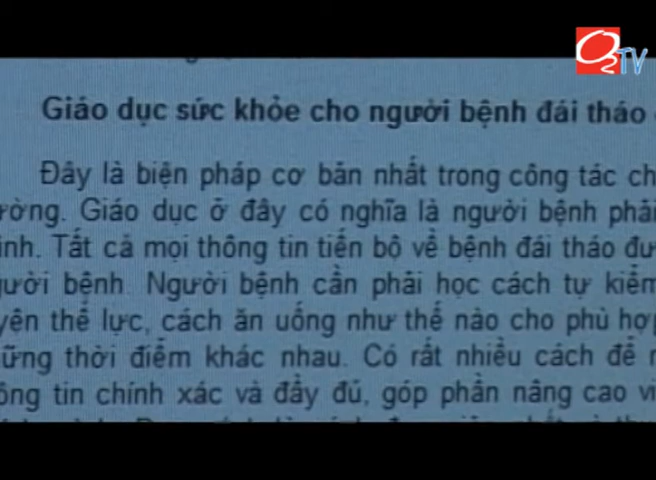 O2TV
Giáo dục sức khỏe cho người bệnh đái tháo
Đây là biện pháp cơ bản nhất trong công tác ch
ường. Giáo dục ở đây có nghĩa là người bệnh phải
ình. Tất cả mọi thông tin tiến bộ về bệnh đái tháo đư
gười bệnh. Người bệnh cần phải học cách tự kiểm
yện thể lực, cách ăn uống như thế nào cho phù hợp
ững thời điểm khác nhau. Có rất nhiều cách để
ông tin chính xác và đầy đủ, góp phần nâng cao vi